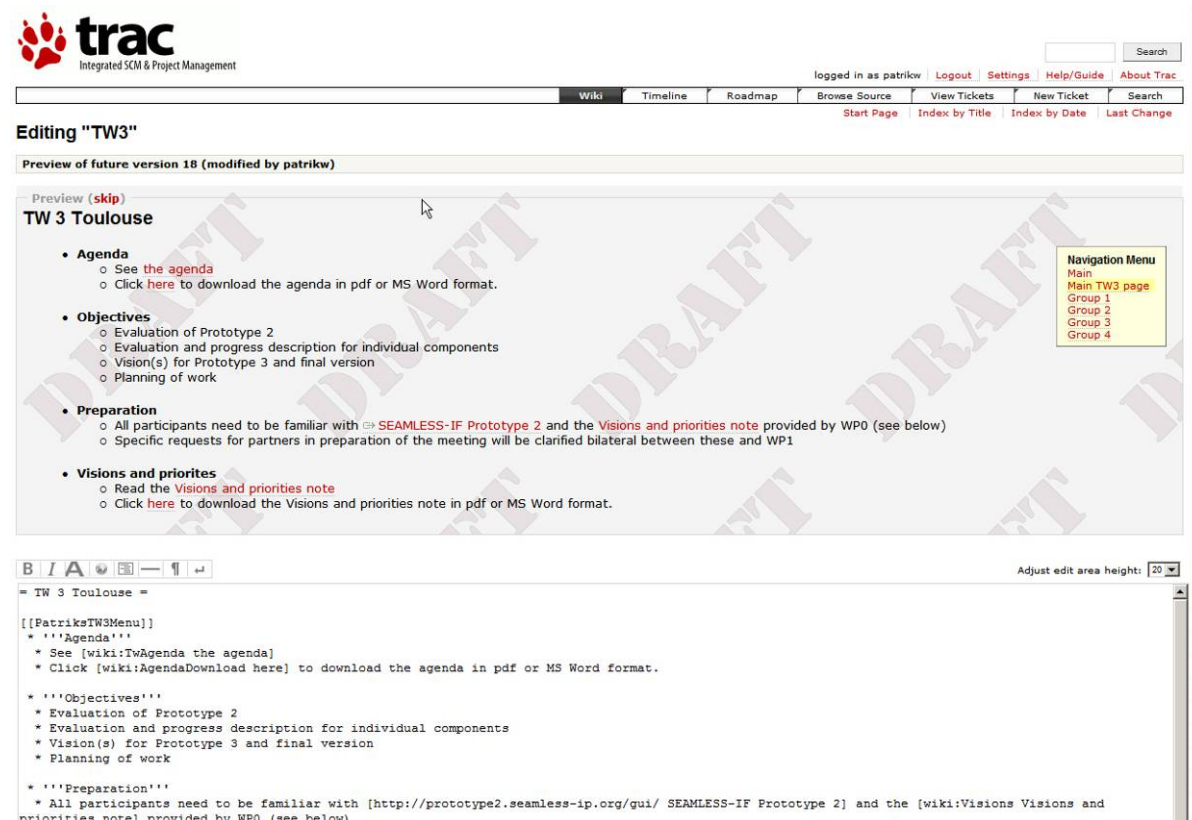 trac
Integrated SCM & Project Management
Search
logged in as patrikw Logout Settings Help/Guide About Trac
Wiki Timeline Roadmap Browse Source View Tickets New Ticket Search
Start Page Index by Title Index by Date Last Change
Editing "TW3"
Preview of future version 18 (modified by patrikw)
Preview (skip)
TW 3 Toulouse
• Agenda
o See the agenda
o Click here to download the agenda in pdf or MS Word format.
• Objectives
o Evaluation of Prototype 2
o Evaluation and progress description for individual components
o Vision(s) for Prototype 3 and final version
o Planning of work
• Preparation
o All participants need to be familiar with SEAMLESS-IF Prototype 2 and the Visions and priorities note provided by WP0 (see below)
o Specific requests for partners in preparation of the meeting will be clarified bilateral between these and WP1
• Visions and priorites
o Read the Visions and priorities note
o Click here to download the Visions and priorities note in pdf or MS Word format.
Navigation Menu
Main
Main TW3 page
Group 1
Group 2
Group 3
Group 4
DRAFT
DRAFT
DRAFT
DRAFT
B I A ¶ ↵
Adjust edit area height: 20
= TW 3 Toulouse =
[[PatriksTW3Menu]]
* '''Agenda'''
* See [wiki:TwAgenda the agenda]
* Click [wiki:AgendaDownload here] to download the agenda in pdf or MS Word format.
* '''Objectives'''
* Evaluation of Prototype 2
* Evaluation and progress description for individual components
* Vision(s) for Prototype 3 and final version
* Planning of work
* '''Preparation'''
* All participants need to be familiar with [http://prototype2.seamless-ip.org/gui/ SEAMLESS-IF Prototype 2] and the [wiki:Visions Visions and
priorities note] provided by WP0 (see below)